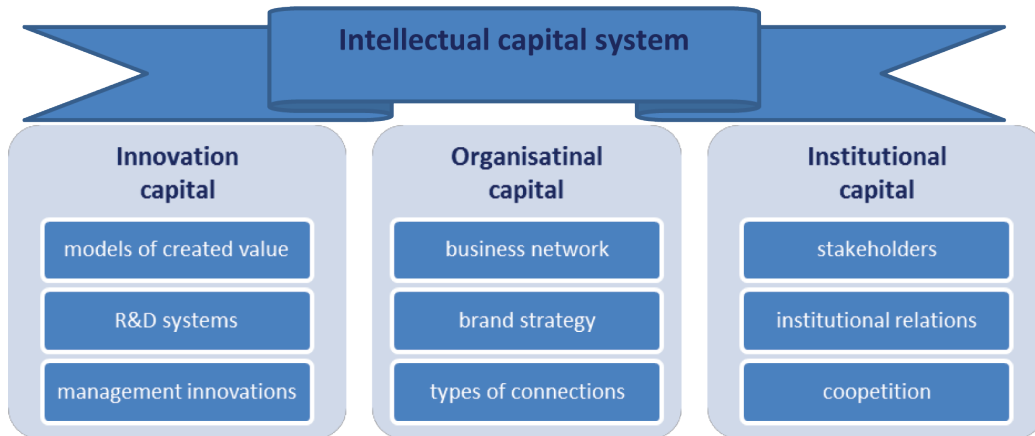 Intellectual capital system
Innovation
capital
models of created value
R&D systems
management innovations
Organisatinal
capital
business network
brand strategy
types of connections
Institutional
capital
stakeholders
institutional relations
coopetition